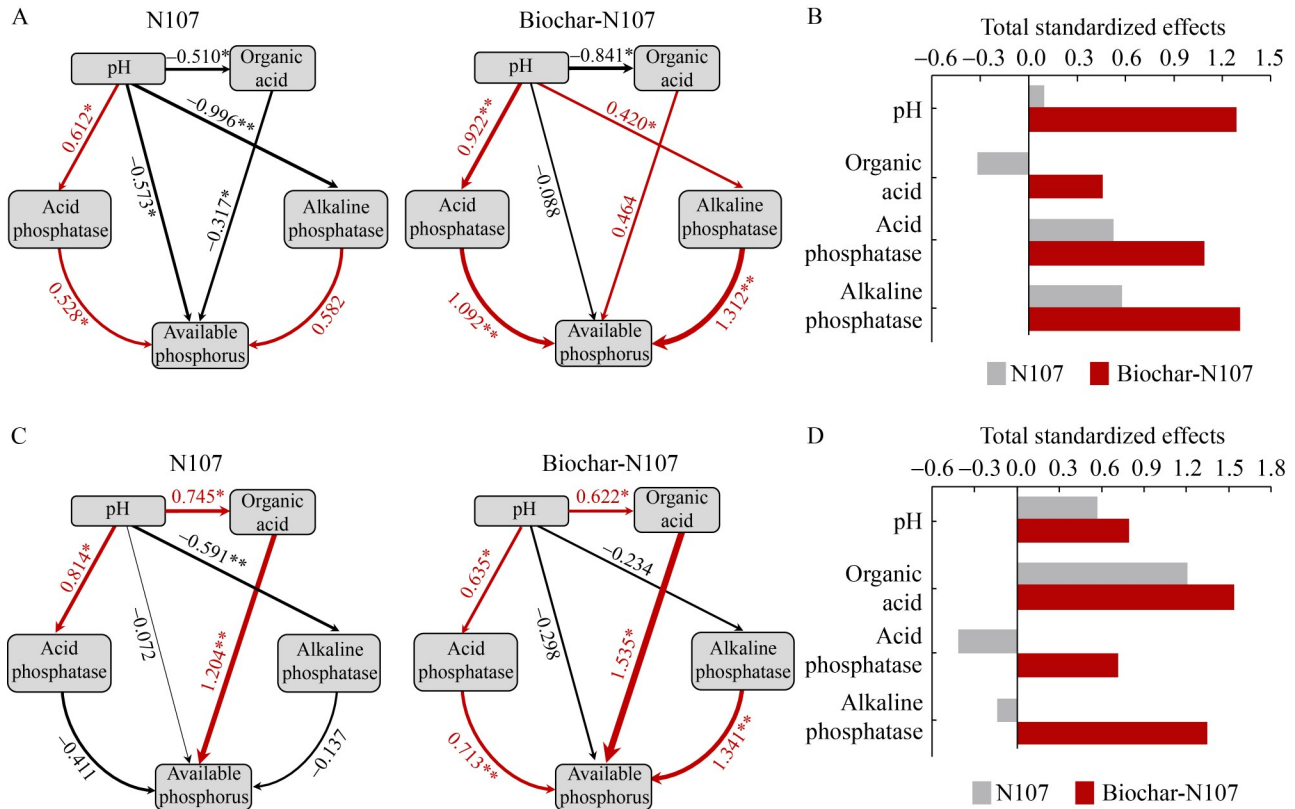 A
N107
pH
−0.510*
Organic
acid
0.612*
−0.573*
−0.996**
−0.317*
Acid
phosphatase
Alkaline
phosphatase
0.528*
0.582
Available
phosphorus
Biochar-N107
pH
−0.841*
Organic
acid
0.922**
−0.088
0.420*
0.464
Acid
phosphatase
Alkaline
phosphatase
1.092**
1.312**
Available
phosphorus
B
Total standardized effects
−0.6 −0.3 0.0 0.3 0.6 0.9 1.2 1.5
pH
Organic
acid
Acid
phosphatase
Alkaline
phosphatase
N107 Biochar-N107
C
N107
pH
0.745*
Organic
acid
0.814*
−0.072
−0.591**
1.204**
Acid
phosphatase
Alkaline
phosphatase
−0.411
−0.137
Available
phosphorus
Biochar-N107
pH
0.622*
Organic
acid
0.635*
−0.298
−0.234
1.535*
Acid
phosphatase
Alkaline
phosphatase
0.713**
1.341**
Available
phosphorus
D
Total standardized effects
−0.6 −0.3 0.0 0.3 0.6 0.9 1.2 1.5 1.8
pH
Organic
acid
Acid
phosphatase
Alkaline
phosphatase
N107 Biochar-N107